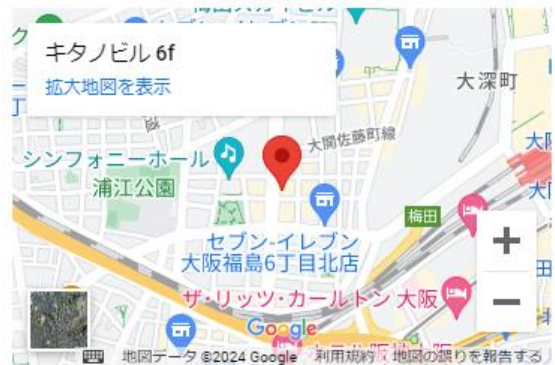 キタノビル 6f
拡大地図を表示
大深町
大開佐藤町線
シンフォニーホール
浦江公園
梅田
セブン-イレブン
大阪福島6丁目北店
ザ・リッツ・カールトン 大阪
Google
地図データ ©2024 Google
利用規約
地図の誤りを報告する